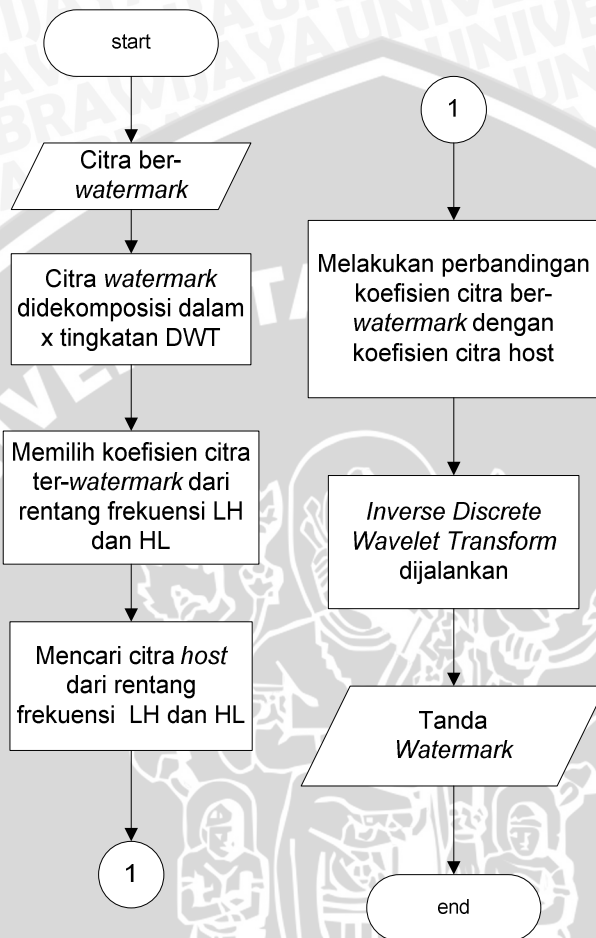 start
Citra ber-
watermark
Citra watermark
didekomposisi dalam
x tingkatan DWT
Memilih koefisien citra
ter-watermark dari
rentang frekuensi LH
dan HL
Mencari citra host
dari rentang
frekuensi LH dan HL
1
1
Melakukan perbandingan
koefisien citra ber-
watermark dengan
koefisien citra host
Inverse Discrete
Wavelet Transform
dijalankan
Tanda
Watermark
end